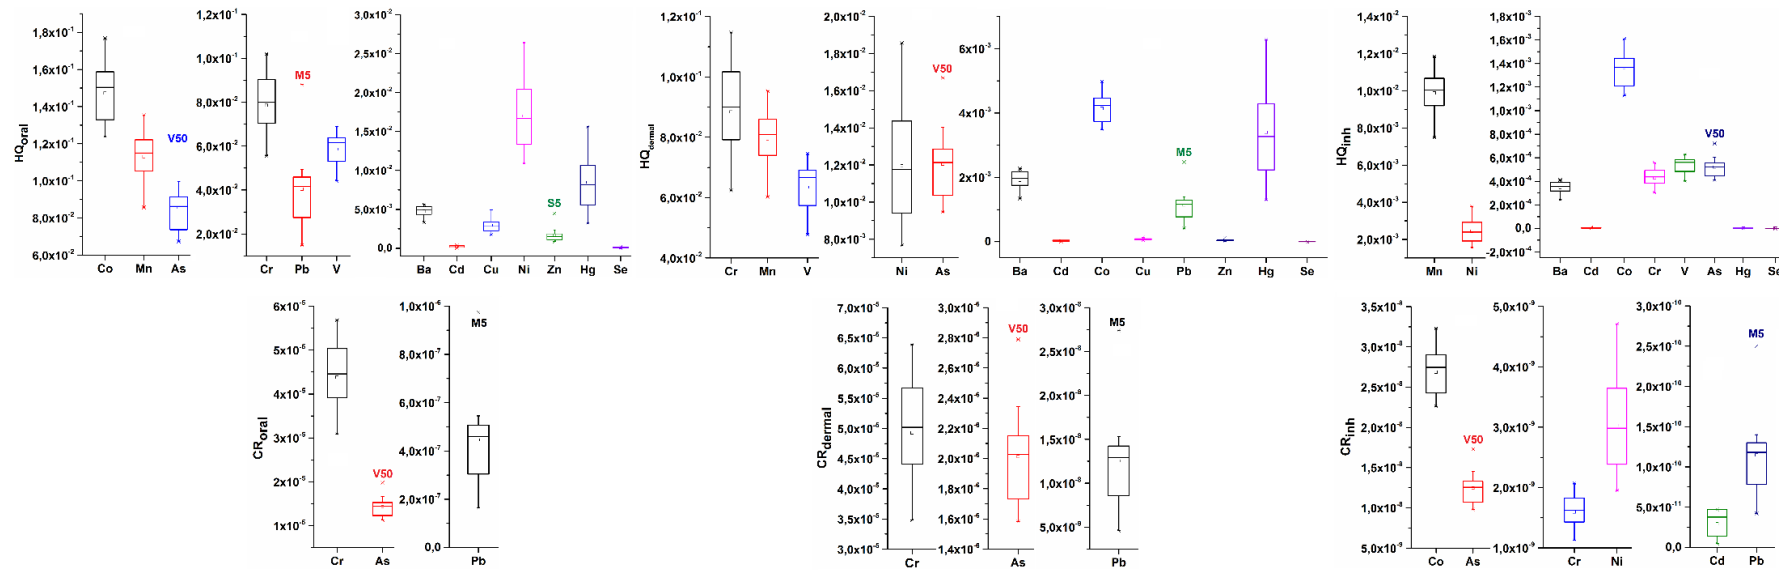 HQoral
1,8x10⁻¹
1,6x10⁻¹
1,4x10⁻¹
1,2x10⁻¹
1,0x10⁻¹
8,0x10⁻²
6,0x10⁻²
V50
Co Mn As
1,2x10⁻¹
1,0x10⁻¹
8,0x10⁻²
6,0x10⁻²
4,0x10⁻²
2,0x10⁻²
M5
Cr Pb V
3,0x10⁻²
2,5x10⁻²
2,0x10⁻²
1,5x10⁻²
1,0x10⁻²
5,0x10⁻³
0,0
S5
Ba Cd Cu Ni Zn Hg Se
HQdermal
1,2x10⁻¹
1,0x10⁻¹
8,0x10⁻²
6,0x10⁻²
4,0x10⁻²
Cr Mn V
2,0x10⁻²
1,8x10⁻²
1,6x10⁻²
1,4x10⁻²
1,2x10⁻²
1,0x10⁻²
8,0x10⁻³
V50
Ni As
6x10⁻³
4x10⁻³
2x10⁻³
0
M5
Ba Cd Co Cu Pb Zn Hg Se
HQinh
1,4x10⁻²
1,2x10⁻²
1,0x10⁻²
8,0x10⁻³
6,0x10⁻³
4,0x10⁻³
2,0x10⁻³
Mn Ni
1,8x10⁻³
1,6x10⁻³
1,4x10⁻³
1,2x10⁻³
1,0x10⁻³
8,0x10⁻⁴
6,0x10⁻⁴
4,0x10⁻⁴
2,0x10⁻⁴
0,0
-2,0x10⁻⁴
V50
Ba Cd Co Cr V As Hg Se
CRoral
6x10⁻⁵
5x10⁻⁵
4x10⁻⁵
3x10⁻⁵
2x10⁻⁵
1x10⁻⁵
V50
Cr As
1,0x10⁻⁶
8,0x10⁻⁷
6,0x10⁻⁷
4,0x10⁻⁷
2,0x10⁻⁷
0,0
M5
Pb
CRdermal
7,0x10⁻⁵
6,5x10⁻⁵
6,0x10⁻⁵
5,5x10⁻⁵
5,0x10⁻⁵
4,5x10⁻⁵
4,0x10⁻⁵
3,5x10⁻⁵
3,0x10⁻⁵
Cr
3,0x10⁻⁶
2,8x10⁻⁶
2,6x10⁻⁶
2,4x10⁻⁶
2,2x10⁻⁶
2,0x10⁻⁶
1,8x10⁻⁶
1,6x10⁻⁶
1,4x10⁻⁶
V50
As
3,0x10⁻⁸
2,5x10⁻⁸
2,0x10⁻⁸
1,5x10⁻⁸
1,0x10⁻⁸
5,0x10⁻⁹
M5
Pb
CRinh
3,5x10⁻⁸
3,0x10⁻⁸
2,5x10⁻⁸
2,0x10⁻⁸
1,5x10⁻⁸
1,0x10⁻⁸
5,0x10⁻⁹
V50
Co As
5,0x10⁻⁹
4,0x10⁻⁹
3,0x10⁻⁹
2,0x10⁻⁹
1,0x10⁻⁹
Cr Ni
3,0x10⁻¹⁰
2,5x10⁻¹⁰
2,0x10⁻¹⁰
1,5x10⁻¹⁰
1,0x10⁻¹⁰
5,0x10⁻¹¹
0,0
M5
Cd Pb